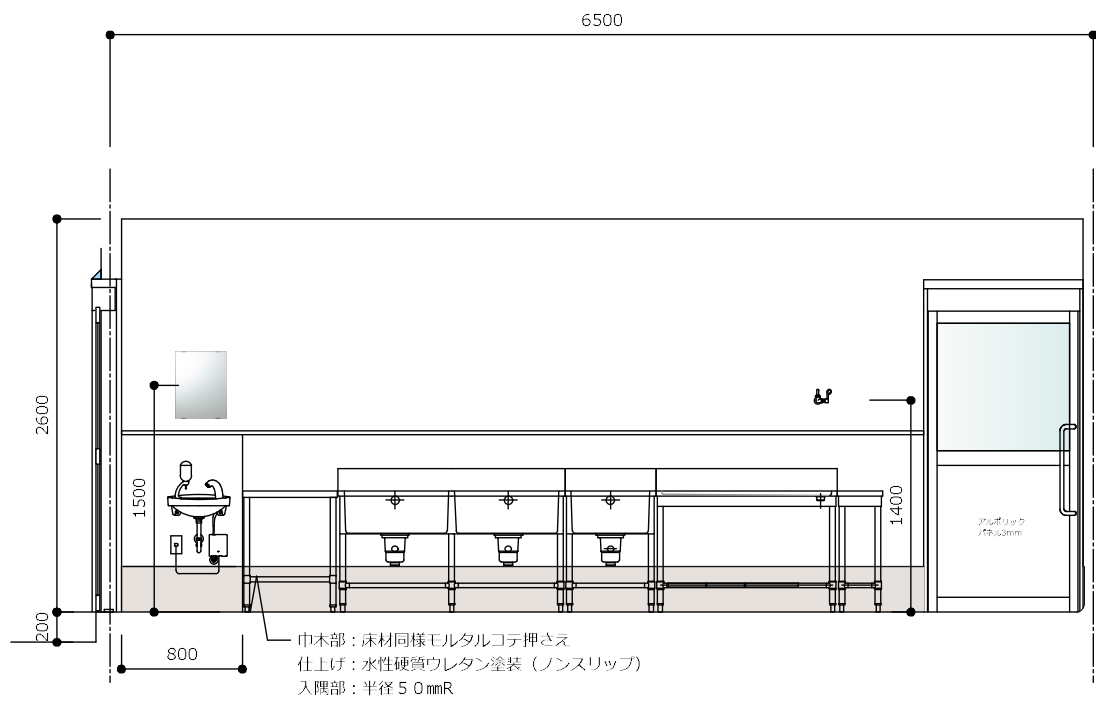 6500
2600
1500
1400
アルポリック
パネル3mm
200
800
巾木部：床材同様モルタルコテ押さえ
仕上げ：水性硬質ウレタン塗装（ノンスリップ）
入隅部：半径５０㎜R